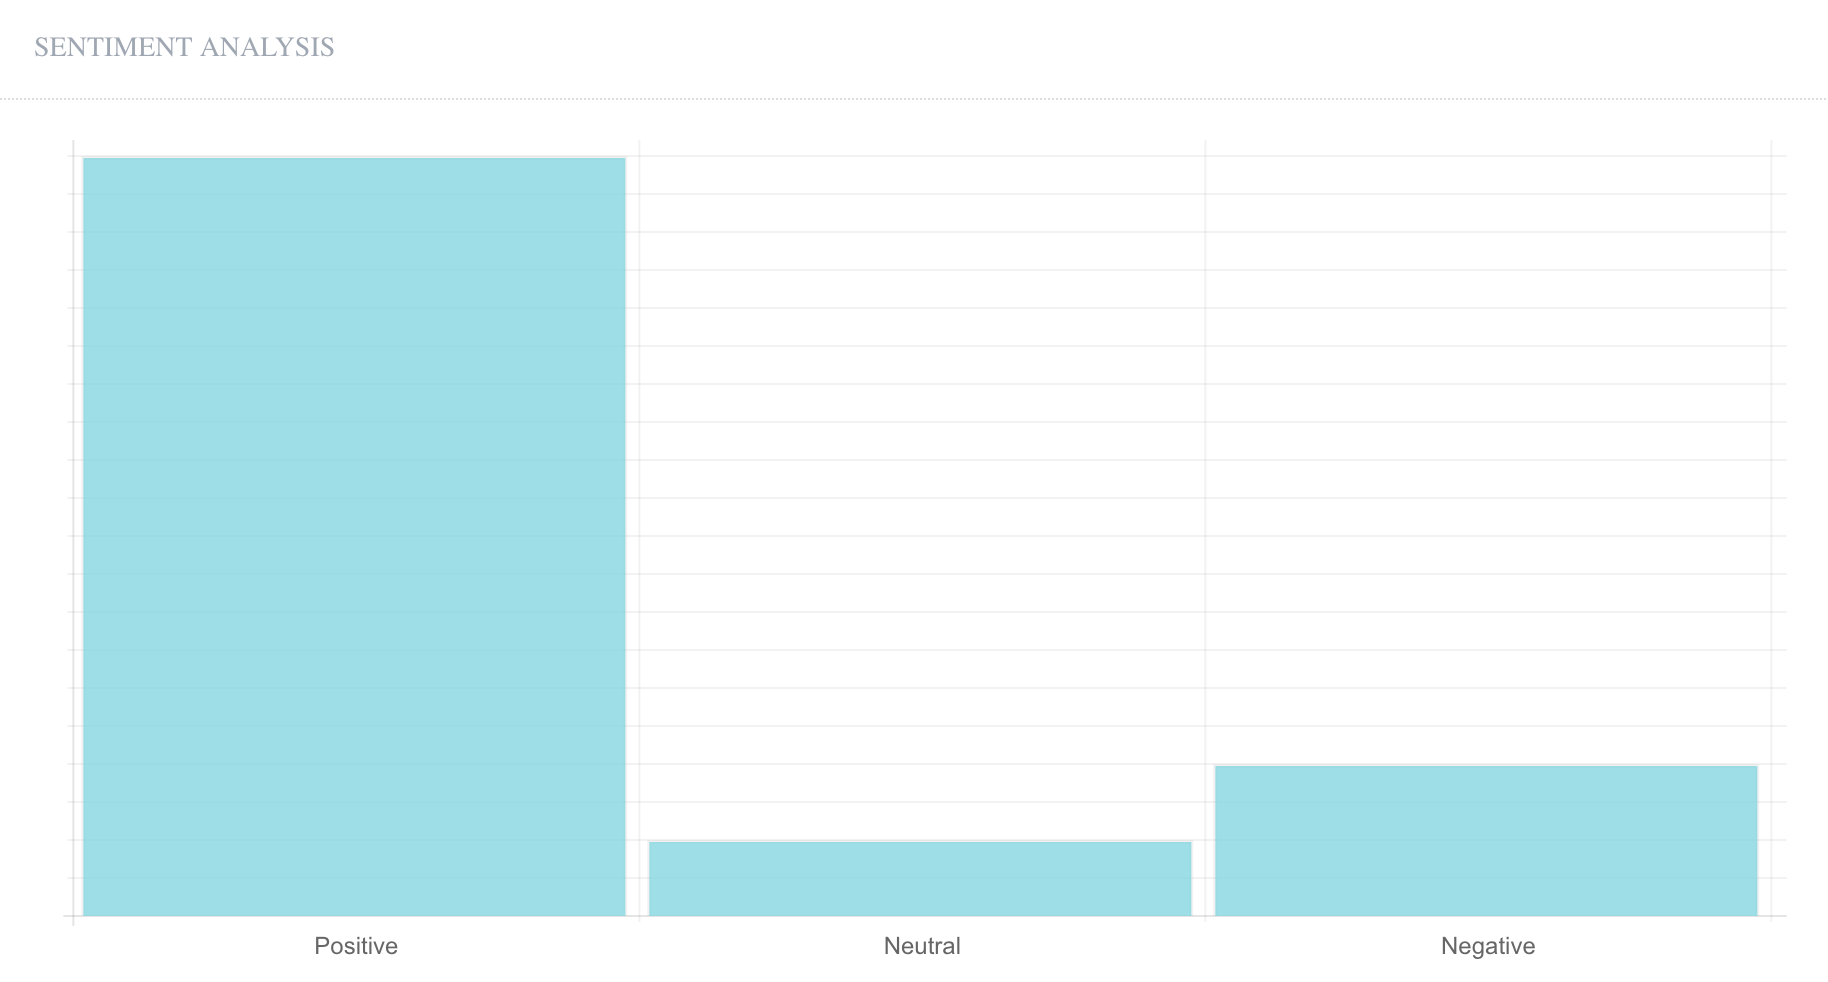 SENTIMENT ANALYSIS
Positive
Neutral
Negative